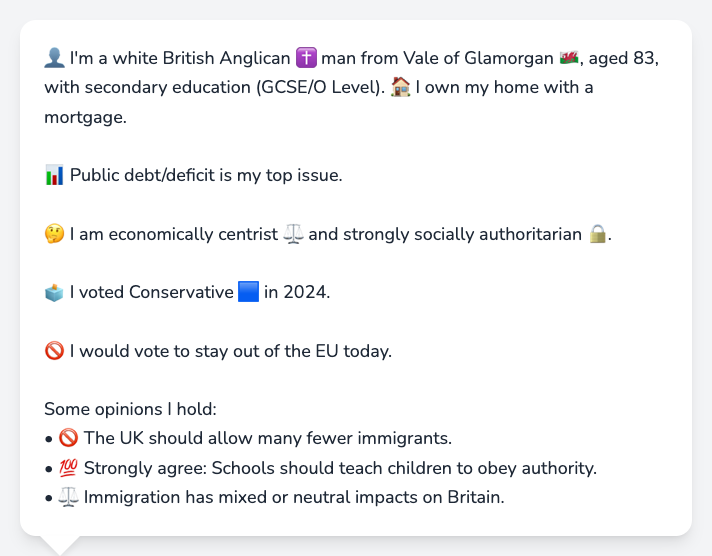 👤 I'm a white British Anglican ✝️ man from Vale of Glamorgan 🏴󠁧󠁢󠁷󠁬󠁳󠁿, aged 83,
with secondary education (GCSE/O Level). 🏠 I own my home with a
mortgage.
📊 Public debt/deficit is my top issue.
🤔 I am economically centrist ⚖️ and strongly socially authoritarian 🔒.
🗳️ I voted Conservative 🟦 in 2024.
🚫 I would vote to stay out of the EU today.
Some opinions I hold:
• 🚫 The UK should allow many fewer immigrants.
• 💯 Strongly agree: Schools should teach children to obey authority.
• ⚖️ Immigration has mixed or neutral impacts on Britain.